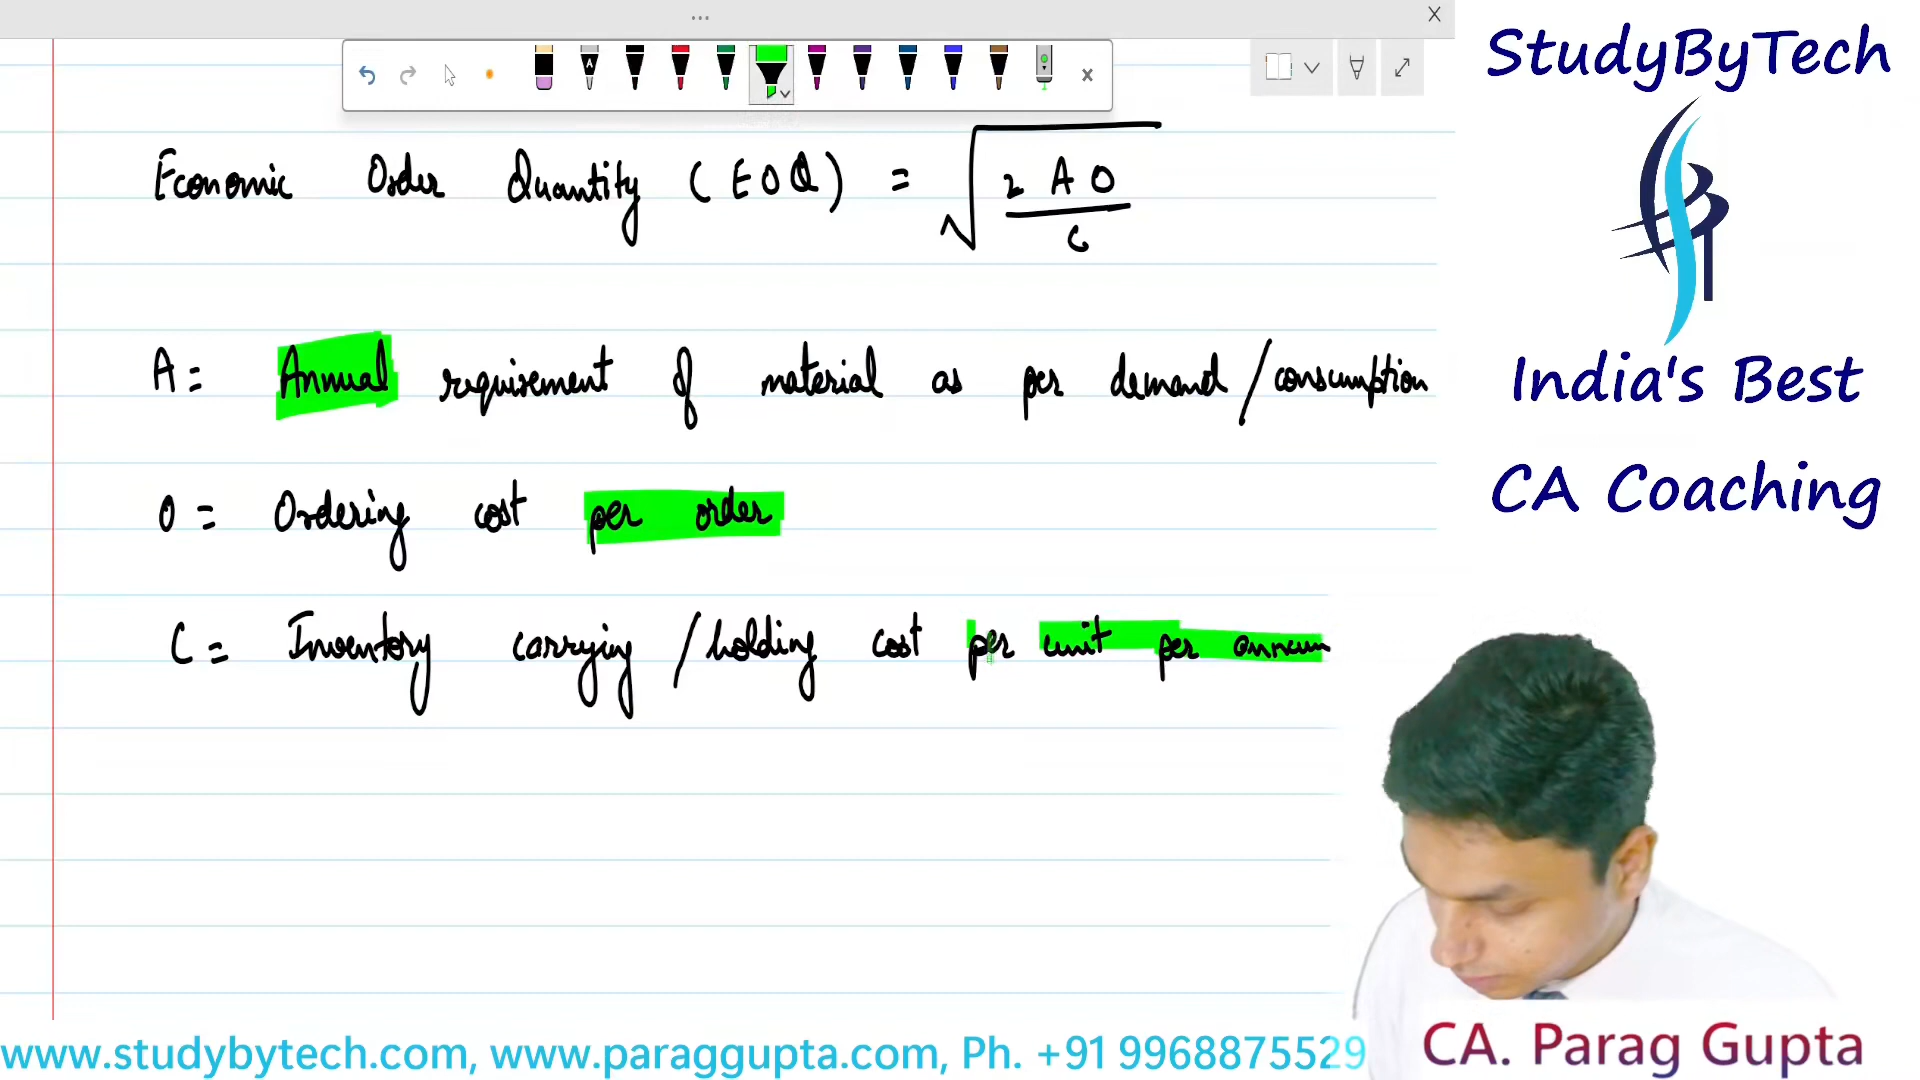 StudyByTech
Economic Order Quantity (EOQ) = √ 2 A O
C
India's Best
A = Annual requirement of material as per demand/consumption
CA Coaching
O = Ordering cost per order
C = Inventory carrying/holding cost per unit per annum
www.studybytech.com, www.paraggupta.com, Ph. +91 9968875529
CA. Parag Gupta